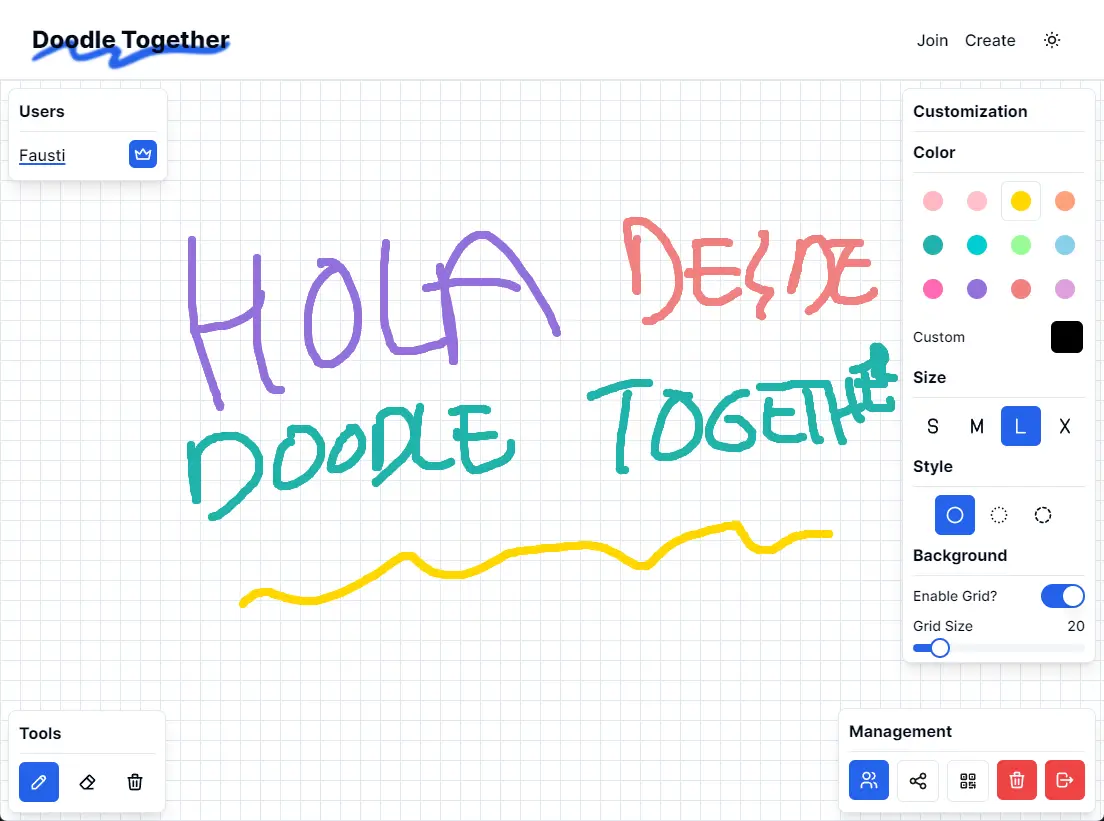 Doodle Together
Join Create
Users
Fausti
Customization
Color
Custom
Size
S M L X
Style
Background
Enable Grid?
Grid Size 20
HOLA DESDE
DOODLE TOGETHE
Tools
Management